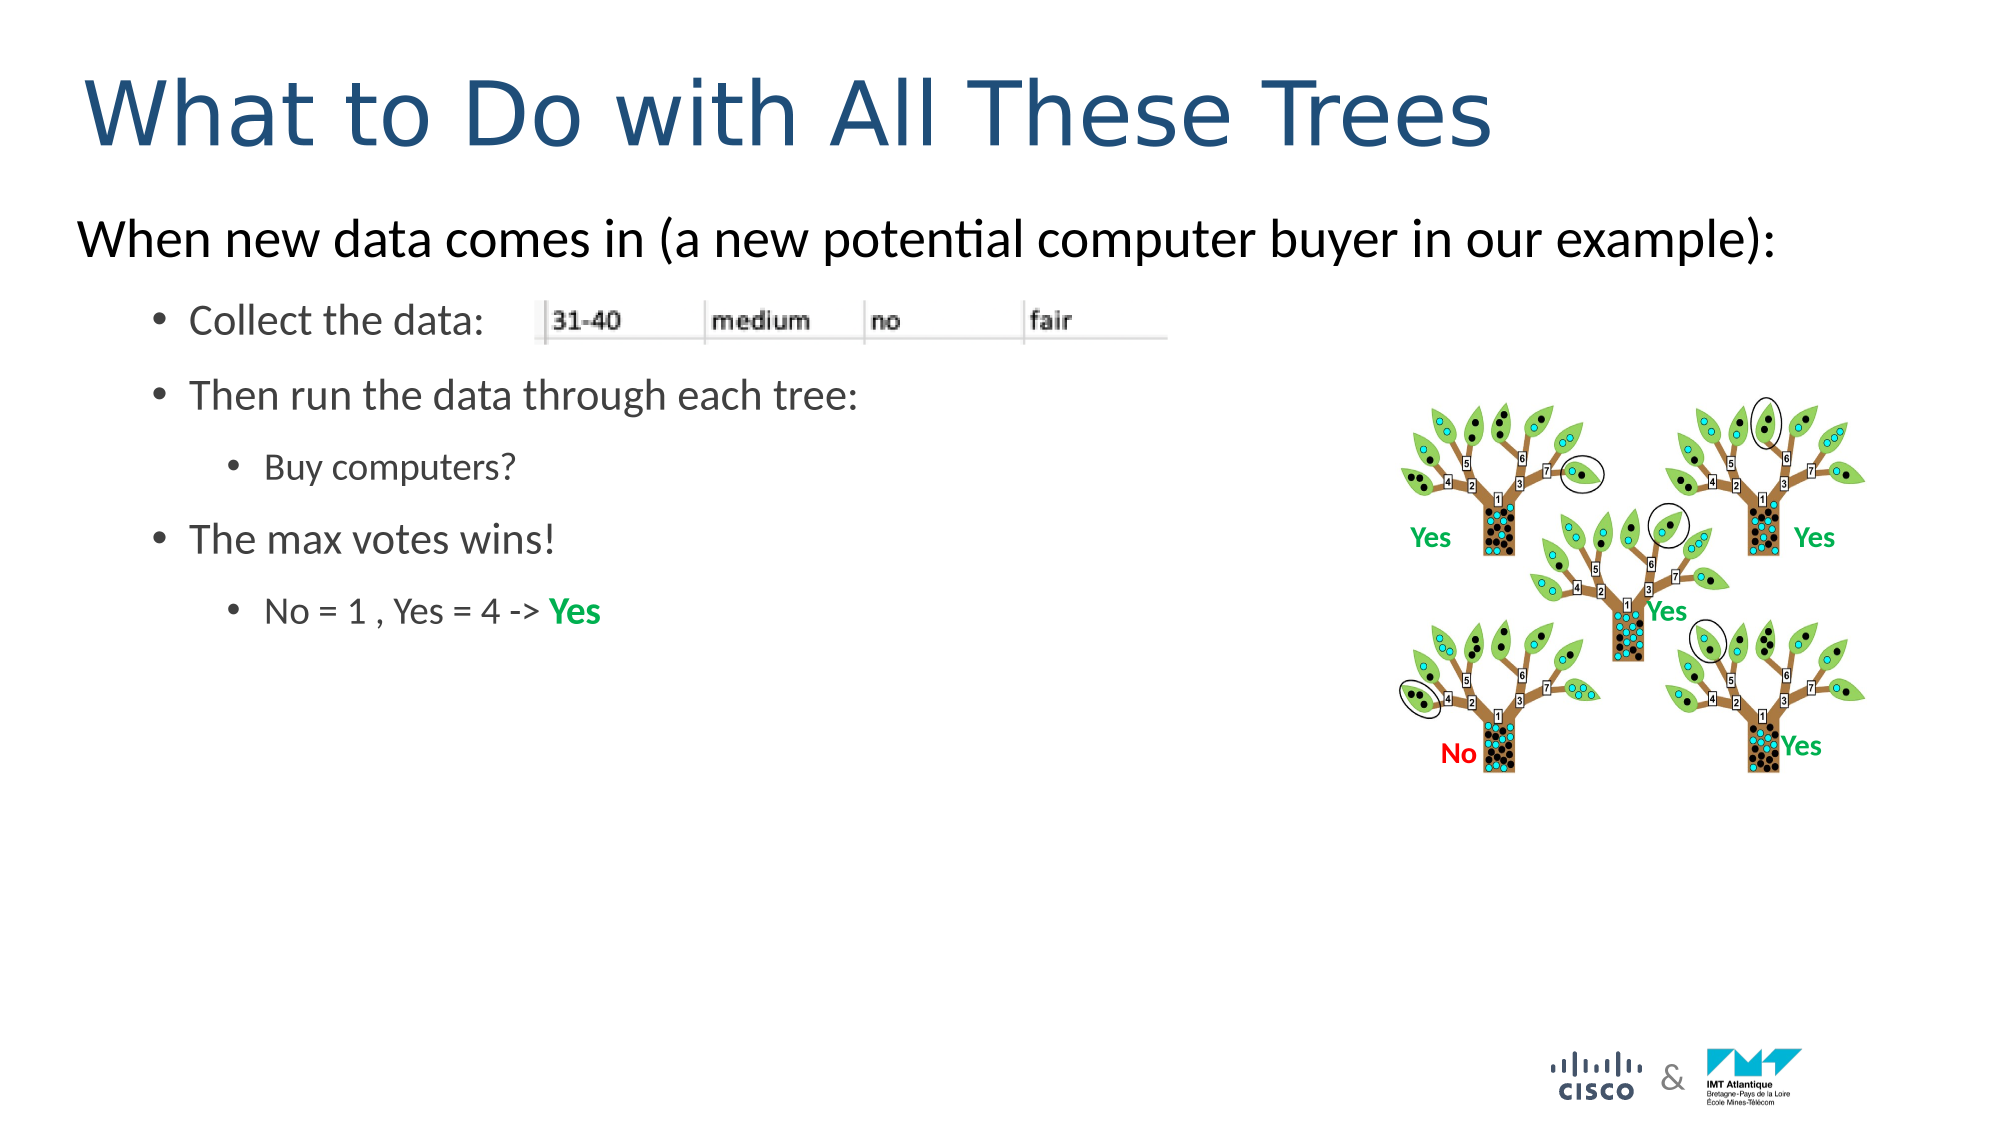 What to Do with All These Trees
When new data comes in (a new potential computer buyer in our example):
• Collect the data:
31-40 medium no fair
• Then run the data through each tree:
• Buy computers?
• The max votes wins!
• No = 1 , Yes = 4 -> Yes
5 6 7 4 2 3 1
Yes
5 6 7 4 2 3 1
Yes
5 6 7 4 2 3 1
Yes
5 6 7 4 2 3 1
No
5 6 7 4 2 3 1
Yes
CISCO
&
IMT Atlantique
Bretagne-Pays de la Loire
École Mines-Télécom